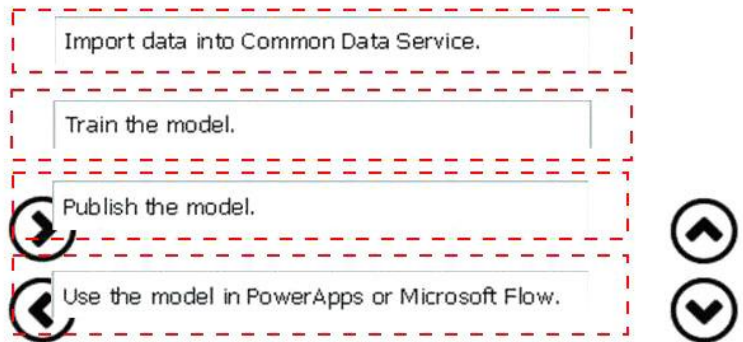 Import data into Common Data Service.
Train the model.
Publish the model.
Use the model in PowerApps or Microsoft Flow.